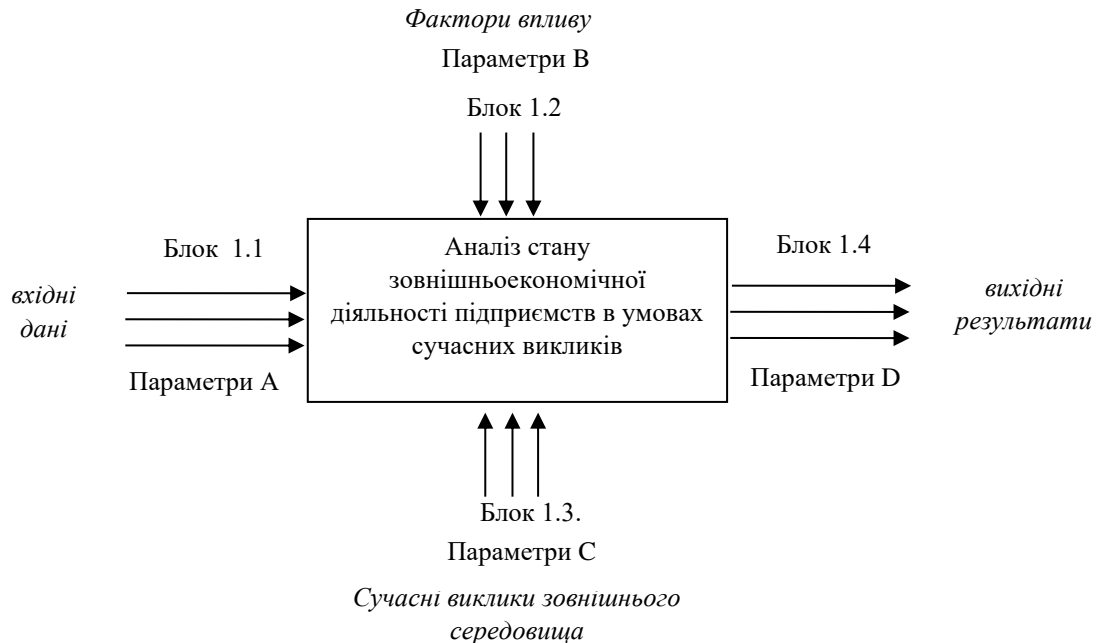 Фактори впливу
Параметри В
Блок 1.2
Блок  1.1
вхідні
дані
Параметри А
Аналіз стану
зовнішньоекономічної
діяльності підприємств в умовах
сучасних викликів
Блок 1.4
вихідні
результати
Параметри D
Блок 1.3.
Параметри С
Сучасні виклики зовнішнього
середовища